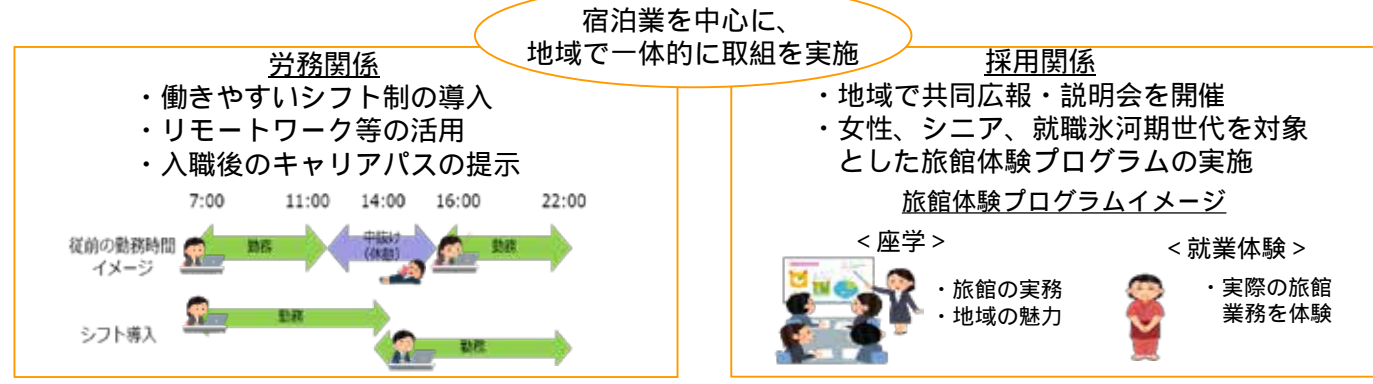 宿泊業を中心に、
地域で一体的に取組を実施
労務関係
・働きやすいシフト制の導入
・リモートワーク等の活用
・入職後のキャリアパスの提示
7:00 11:00 14:00 16:00 22:00
従前の勤務時間
イメージ
勤務 中抜け 勤務
(休憩)
シフト導入
勤務
勤務
採用関係
・地域で共同広報・説明会を開催
・女性、シニア、就職氷河期世代を対象
とした旅館体験プログラムの実施
旅館体験プログラムイメージ
<座学>
・旅館の実務
・地域の魅力
<就業体験>
・実際の旅館
業務を体験